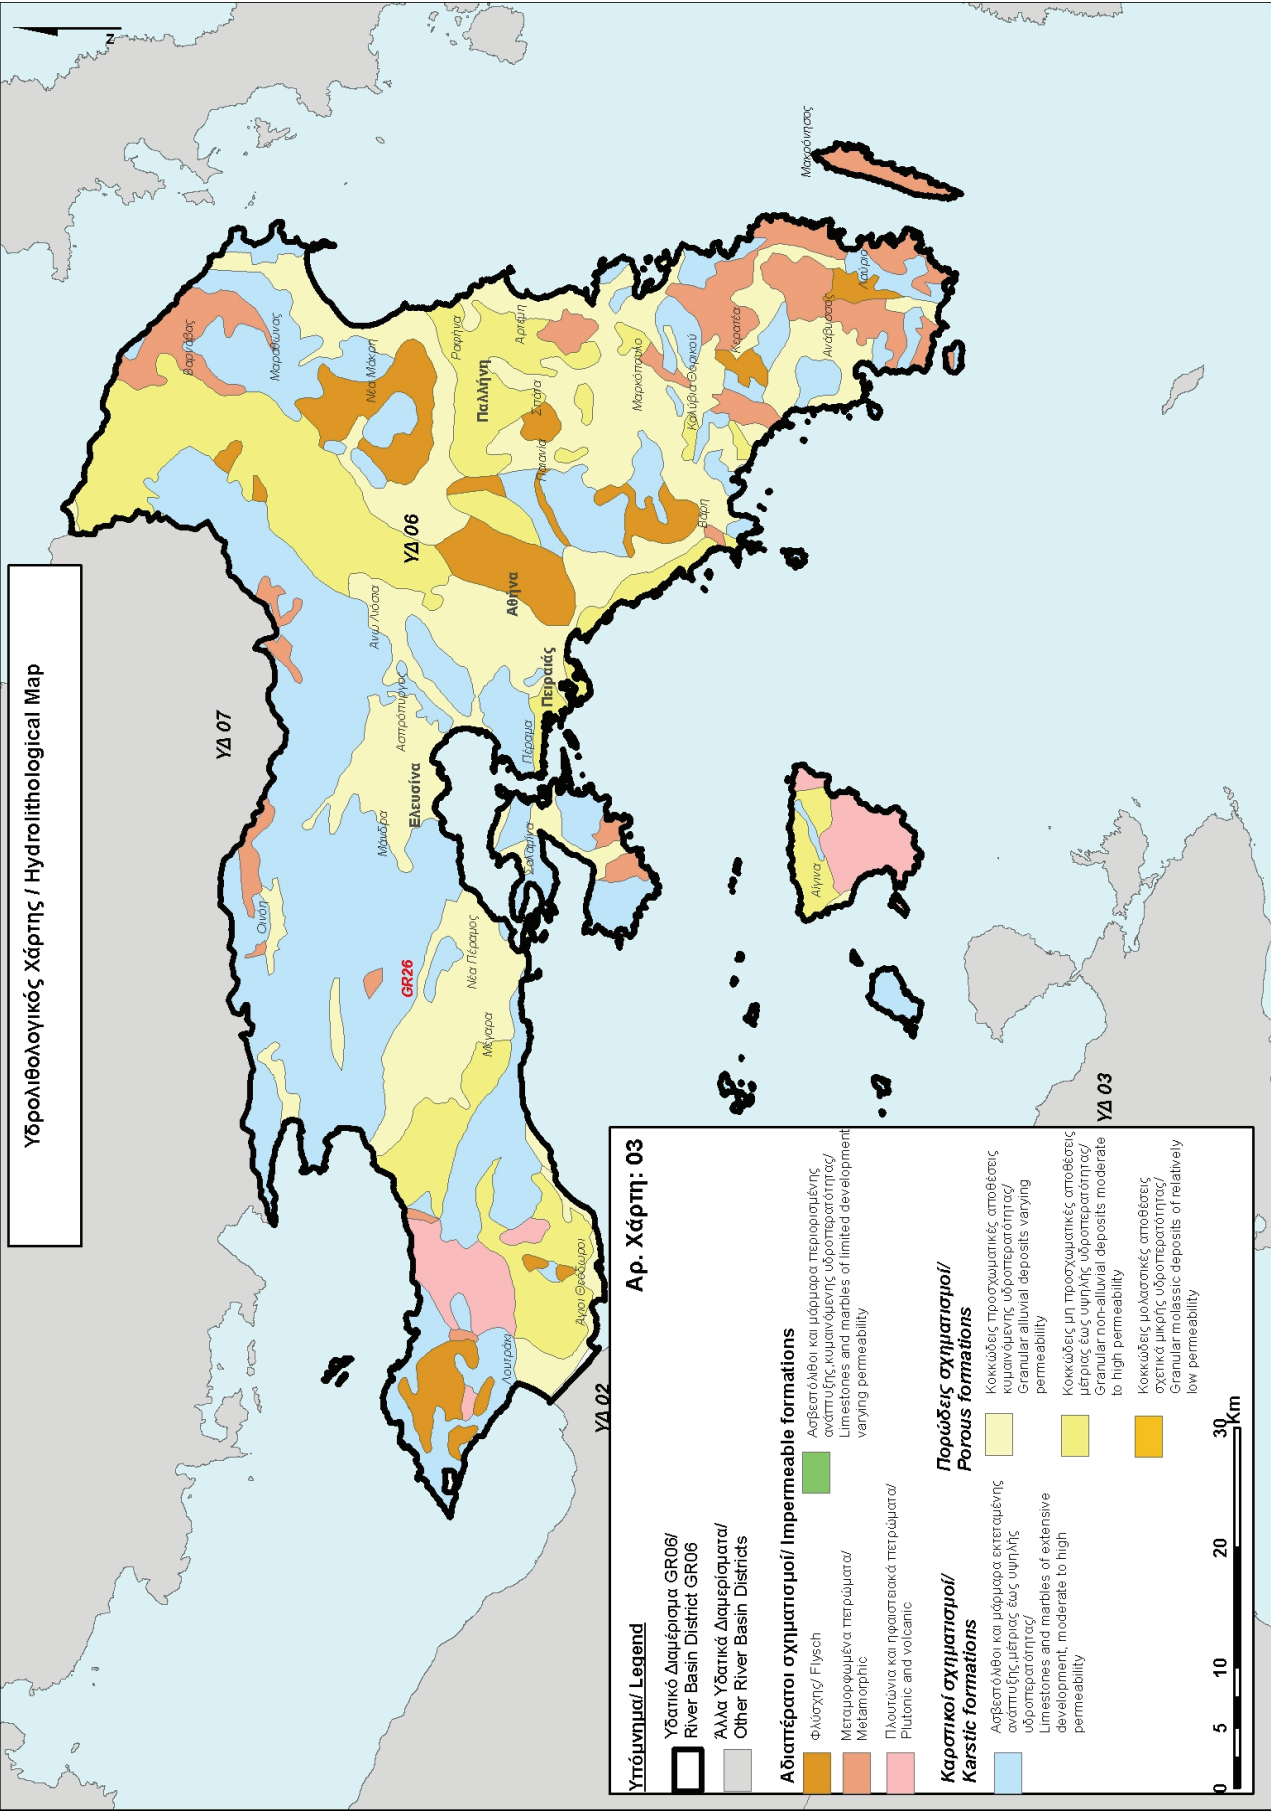 Υδρολιθολογικός Χάρτης / Hydrolithological Map
z
Μακρόνησος
Βαρνάβας
Μαραθώνας
Νέα Μάκρη
Ραφήνα
Αρτέμη
Παλλήνη
Σπάτα
Παιανία
Μαρκόπουλο
Καλύβια Θορικού
Κερατέα
Λαύριο
Ανάβυσσος
Βάρη
ΥΔ 06
Αθήνα
Άνω Λιόσια
Πειραιάς
Πέραμα
Ασπρόπυργος
Ελευσίνα
Μάνδρα
ΥΔ 07
Σαλαμίνα
Αίγινα
Οινόη
GR26
Νέα Πέραμος
Μέγαρα
Άγιοι Θεόδωροι
Λουτράκι
ΥΔ 02
ΥΔ 03
Αρ. Χάρτη: 03
Υπόμνημα/ Legend
Υδατικό Διαμέρισμα GR06/
River Basin District GR06
Άλλα Υδατικά Διαμερίσματα/
Other River Basin Districts
Αδιαπέρατοι σχηματισμοί/ Impermeable formations
Φλύσχης/ Flysch
Μεταμορφωμένα πετρώματα/
Metamorphic
Πλουτώνια και ηφαιστειακά πετρώματα/
Plutonic and volcanic
Ασβεστόλιθοι και μάρμαρα περιορισμένης
ανάπτυξης,κυμαινόμενης υδροπερατότητας/
Limestones and marbles of limited development
varying permeability
Καρστικοί σχηματισμοί/
Karstic formations
Ασβεστόλιθοι και μάρμαρα εκτεταμένης
ανάπτυξης,μέτριας έως υψηλής
υδροπερατότητας/
Limestones and marbles of extensive
development, moderate to high
permeability
Πορώδεις σχηματισμοί/
Porous formations
Κοκκώδεις προσχωματικές αποθέσεις
κυμαινόμενης υδροπερατότητας/
Granular alluvial deposits varying
permeability
Κοκκώδεις μη προσχωματικές αποθέσεις
μέτριας έως υψηλής υδροπερατότητας/
Granular non-alluvial deposits moderate
to high permeability
Κοκκώδεις μολασσικές αποθέσεις
σχετικά μικρής υδροπερατότητας/
Granular molassic deposits of relatively
low permeability
0 5 10 20 30
Km